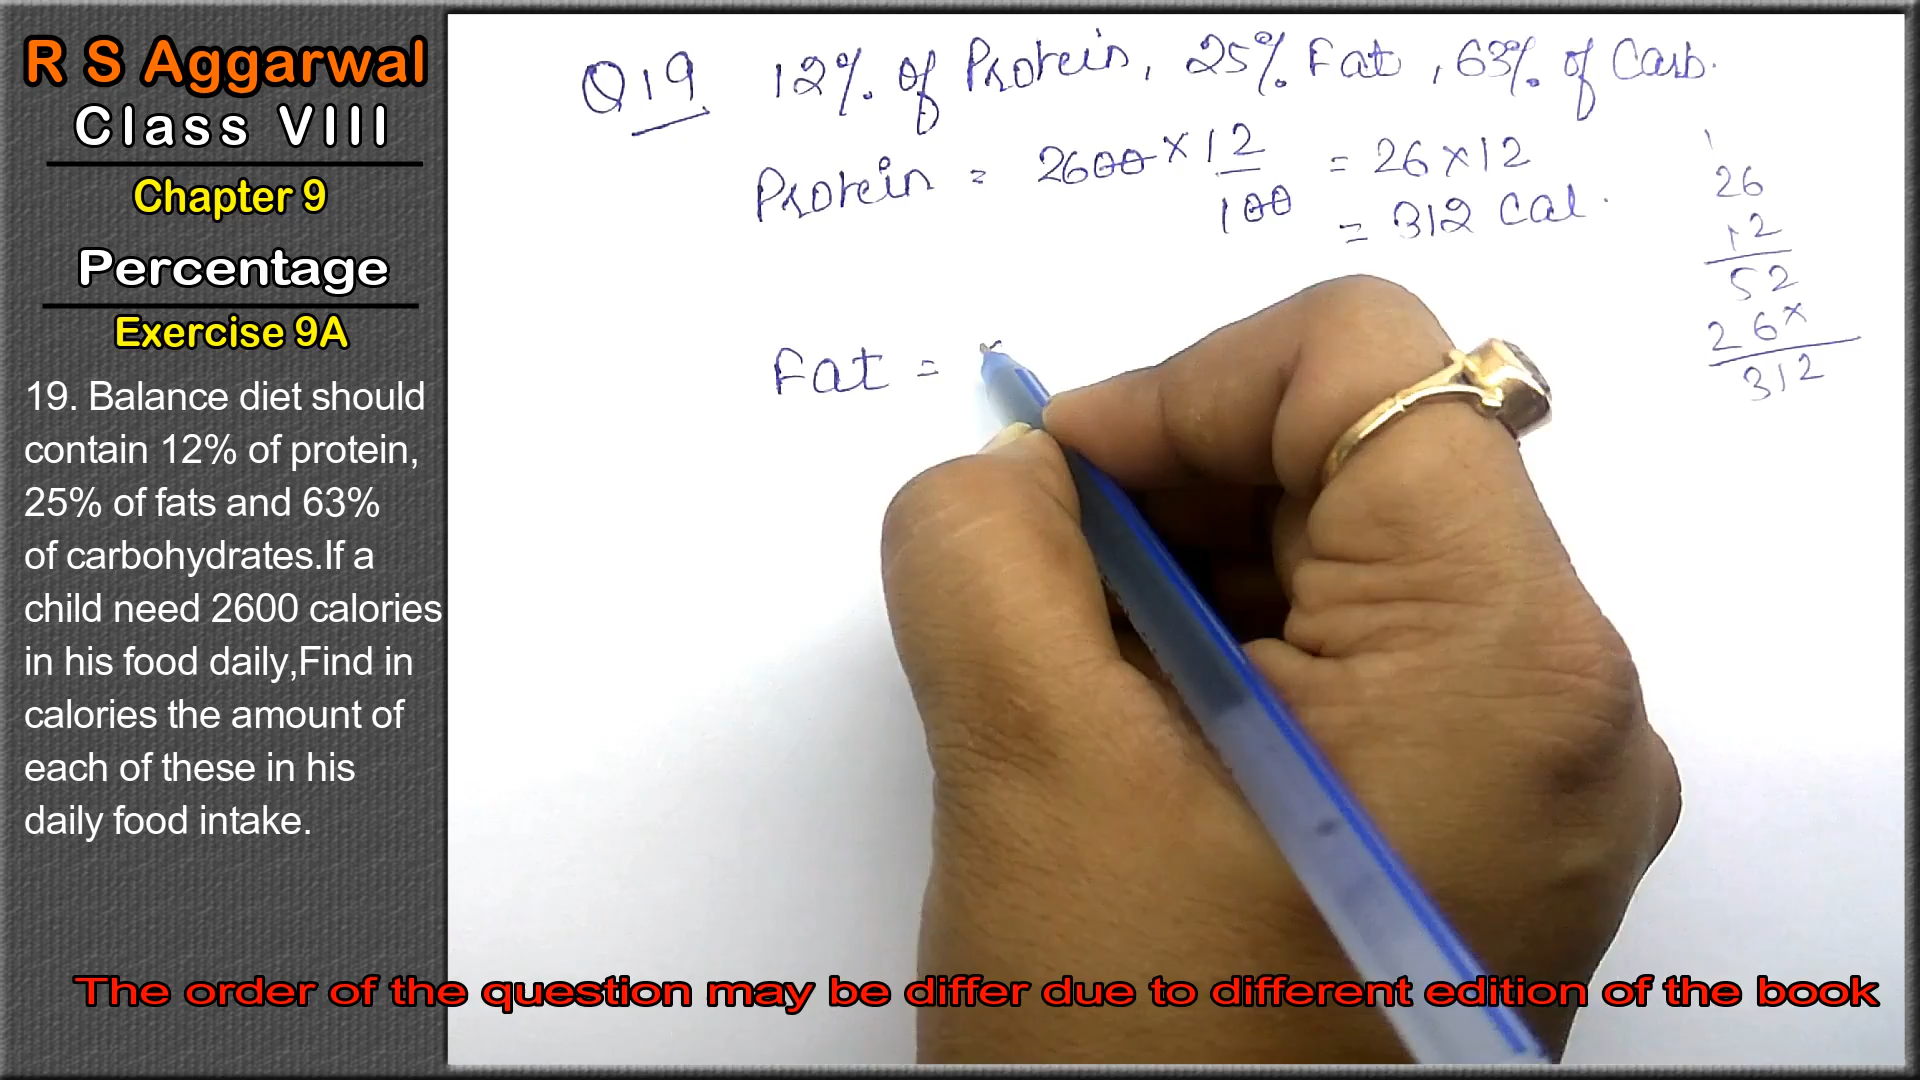 R S Aggarwal
Class VIII
Chapter 9
Percentage
Exercise 9A
19. Balance diet should
contain 12% of protein,
25% of fats and 63%
of carbohydrates.If a
child need 2600 calories
in his food daily,Find in
calories the amount of
each of these in his
daily food intake.
Q19 12% of Protein, 25% Fat, 63% of Carb.
Protein = 2600 × 12/100 = 26 × 12
= 312 Cal.
Fat =
1
26
12
52
26×
312
The order of the question may be differ due to different edition of the book